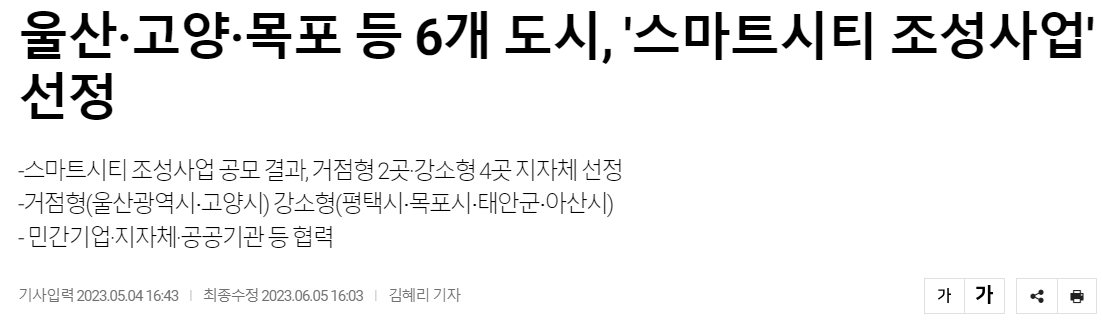 울산·고양·목포 등 6개 도시, '스마트시티 조성사업'
선정
-스마트시티 조성사업 공모 결과, 거점형 2곳·강소형 4곳 지자체 선정
-거점형(울산광역시·고양시) 강소형(평택시·목포시·태안군·아산시)
- 민간기업·지자체·공공기관 등 협력
기사입력 2023.05.04 16:43 | 최종수정 2023.06.05 16:03 | 김혜리 기자 가 가